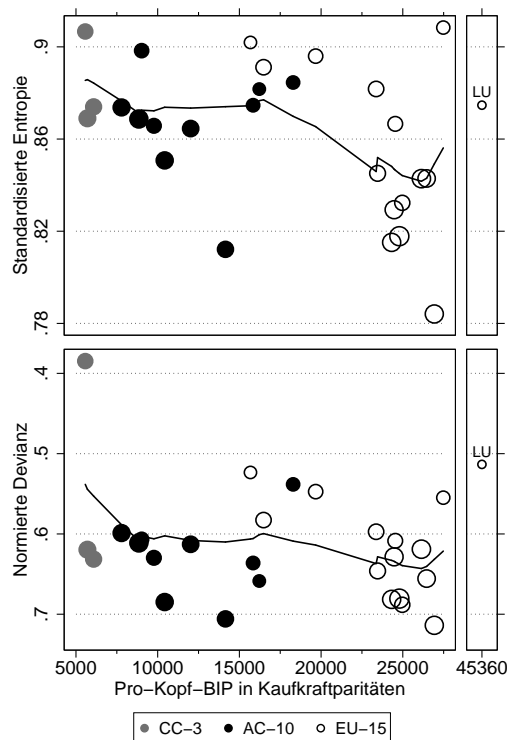 Standardisierte Entropie
.9
.86
.82
.78
LU
Normierte Devianz
.4
.5
.6
.7
LU
5000 10000 15000 20000 25000 45360
Pro−Kopf−BIP in Kaufkraftparitäten
CC−3 AC−10 EU−15